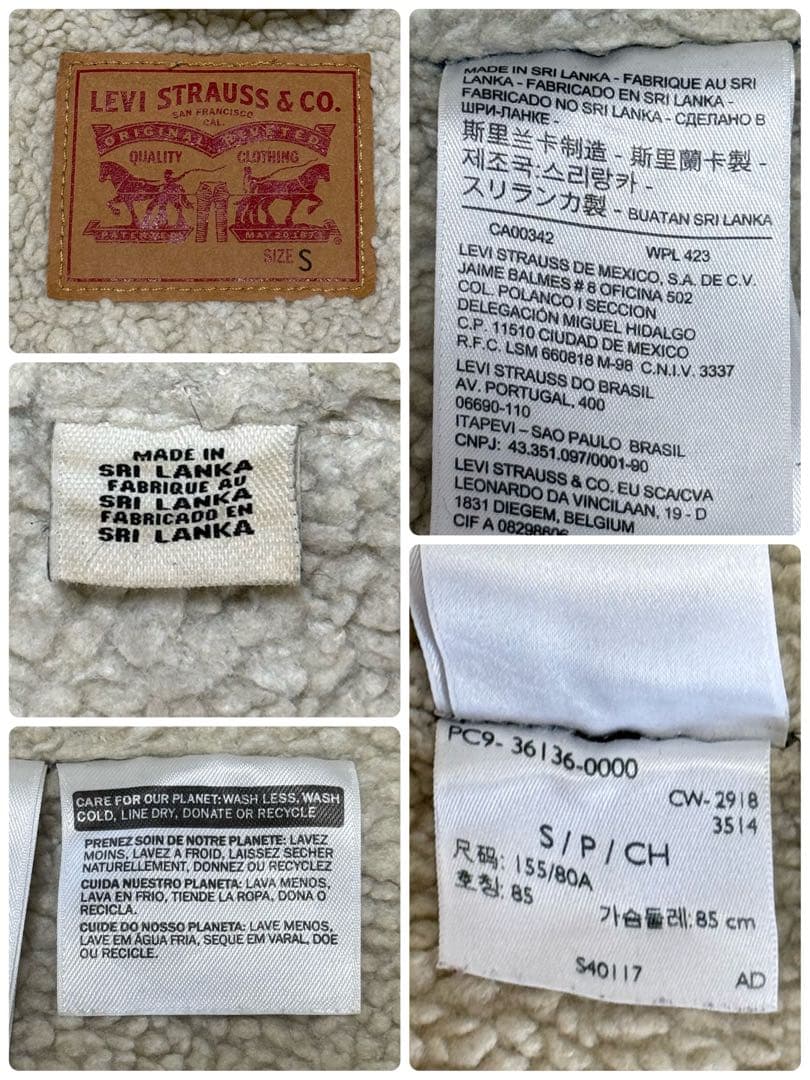 LEVI STRAUSS & CO.
SAN FRANCISCO
CAL.
ORIGINAL RIVETED
QUALITY CLOTHING
PATENTED MAY 20 1873
SIZE S
MADE IN
SRI LANKA
FABRIQUE AU
SRI LANKA
FABRICADO EN
SRI LANKA
CARE FOR OUR PLANET: WASH LESS, WASH
COLD, LINE DRY, DONATE OR RECYCLE
PRENEZ SOIN DE NOTRE PLANETE: LAVEZ
MOINS, LAVEZ A FROID, LAISSEZ SECHER
NATURELLEMENT, DONNEZ OU RECYCLEZ
CUIDA NUESTRO PLANETA: LAVA MENOS,
LAVA EN FRIO, TIENDE LA ROPA, DONA O
RECICLA.
CUIDE DO NOSSO PLANETA: LAVE MENOS,
LAVE EM ÁGUA FRIA, SEQUE EM VARAL, DOE
OU RECICLE.
MADE IN SRI LANKA - FABRIQUE AU SRI
LANKA - FABRICADO EN SRI LANKA -
FABRICADO NO SRI LANKA - СДЕЛАНО В
ШРИ-ЛАНКЕ -
斯里兰卡制造 - 斯里蘭卡製 -
제조국:스리랑카 -
スリランカ製 - BUATAN SRI LANKA
CA00342 WPL 423
LEVI STRAUSS DE MEXICO, S.A. DE C.V.
JAIME BALMES # 8 OFICINA 502
COL. POLANCO I SECCION
DELEGACIÓN MIGUEL HIDALGO
C.P. 11510 CIUDAD DE MEXICO
R.F.C. LSM 660818 M-98 C.N.I.V. 3337
LEVI STRAUSS DO BRASIL
AV. PORTUGAL, 400
06690-110
ITAPEVI – SAO PAULO BRASIL
CNPJ: 43.351.097/0001-90
LEVI STRAUSS & CO. EU SCA/CVA
LEONARDO DA VINCILAAN, 19 - D
1831 DIEGEM, BELGIUM
CIF A 08298606
PC9- 36136-0000
CW-2918
3514
S / P / CH
尺码: 155/80A
호칭: 85
가슴둘레:85 cm
S40117 AD